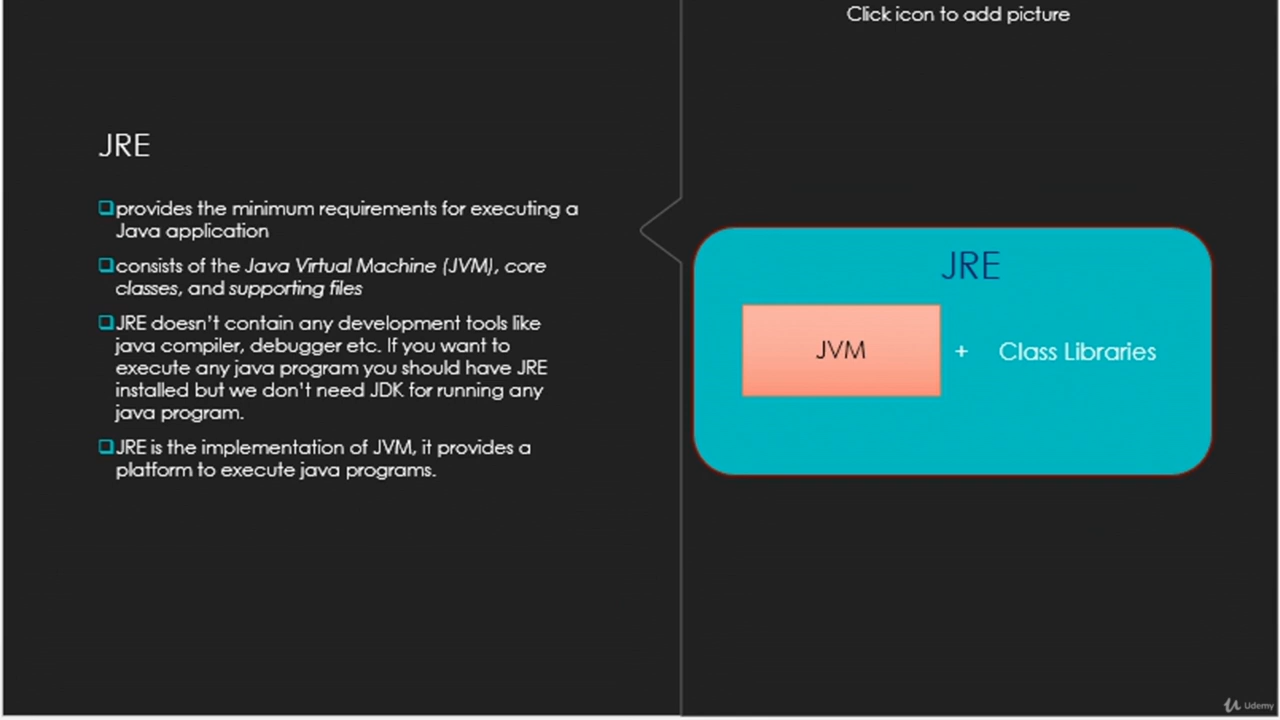 Click icon to add picture
JRE
❑provides the minimum requirements for executing a
Java application
❑consists of the Java Virtual Machine (JVM), core
classes, and supporting files
❑JRE doesn't contain any development tools like
java compiler, debugger etc. If you want to
execute any java program you should have JRE
installed but we don't need JDK for running any
java program.
❑JRE is the implementation of JVM, it provides a
platform to execute java programs.
JRE
JVM + Class Libraries
Udemy